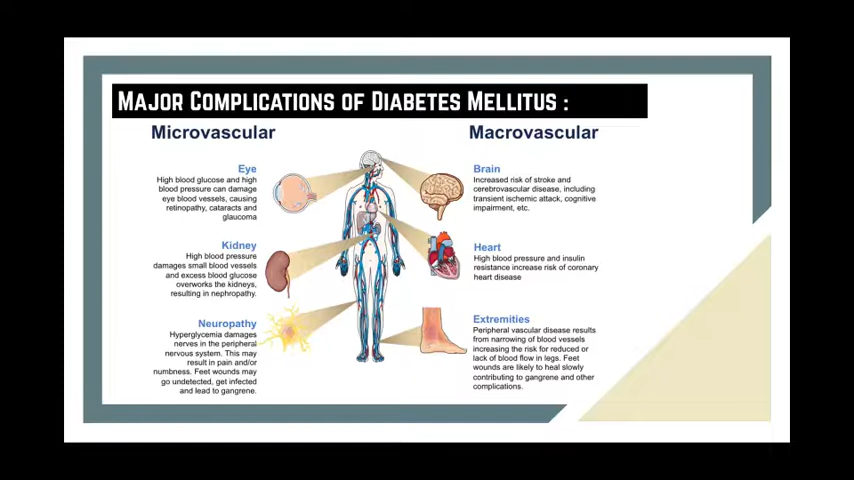 MAJOR COMPLICATIONS OF DIABETES MELLITUS :
Microvascular
Eye
High blood glucose and high
blood pressure can damage
eye blood vessels, causing
retinopathy, cataracts and
glaucoma
Kidney
High blood pressure
damages small blood vessels
and excess blood glucose
overworks the kidneys,
resulting in nephropathy.
Neuropathy
Hyperglycemia damages
nerves in the peripheral
nervous system. This may
result in pain and/or
numbness. Feet wounds may
go undetected, get infected
and lead to gangrene.
Macrovascular
Brain
Increased risk of stroke and
cerebrovascular disease, including
transient ischemic attack, cognitive
impairment, etc.
Heart
High blood pressure and insulin
resistance increase risk of coronary
heart disease
Extremities
Peripheral vascular disease results
from narrowing of blood vessels
increasing the risk for reduced or
lack of blood flow in legs. Feet
wounds are likely to heal slowly
contributing to gangrene and other
complications.